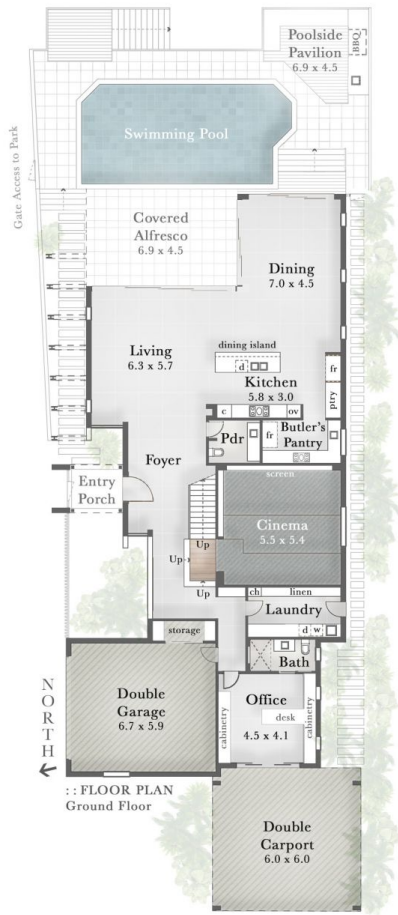 Poolside
Pavilion
6.9 x 4.5
BBQ
Swimming Pool
Gate Access to Park
Covered
Alfresco
6.9 x 4.5
Dining
7.0 x 4.5
Living
6.3 x 5.7
dining island
d
Kitchen
5.8 x 3.0
fr
ptry
c
ov
Pdr
fr
Butler's
Pantry
Foyer
Entry
Porch
screen
Cinema
5.5 x 5.4
Up
Up
Up
ch
linen
Laundry
d w
storage
Bath
Double
Garage
6.7 x 5.9
Office
desk
4.5 x 4.1
cabinetry
cabinetry
NORTH
:: FLOOR PLAN
Ground Floor
Double
Carport
6.0 x 6.0